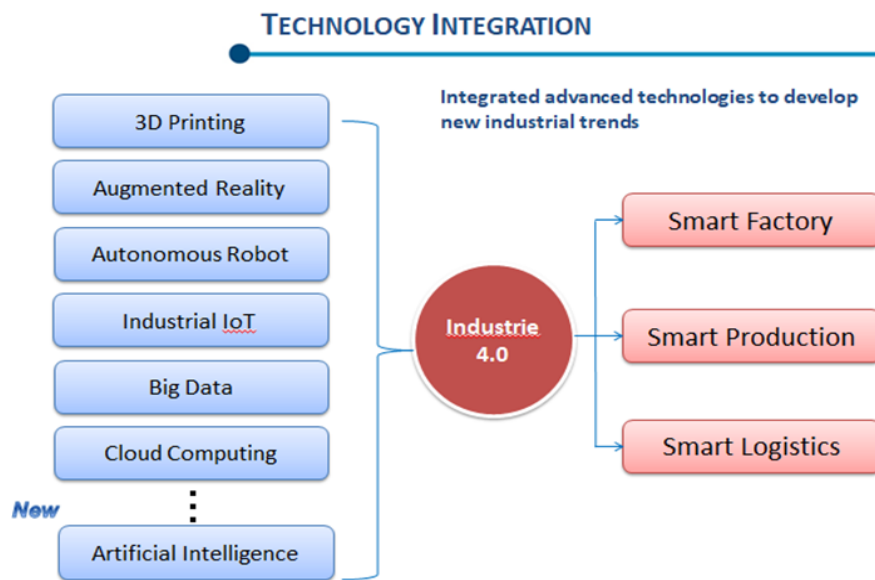 TECHNOLOGY INTEGRATION
Integrated advanced technologies to develop
new industrial trends
3D Printing
Augmented Reality
Autonomous Robot
Industrial IoT
Big Data
Cloud Computing
New
Artificial Intelligence
Industrie
4.0
Smart Factory
Smart Production
Smart Logistics